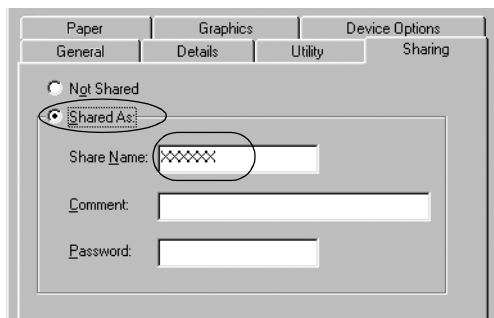 Paper Graphics Device Options
General Details Utility Sharing
Not Shared
Shared As:
Share Name: XXXXXX
Comment:
Password: